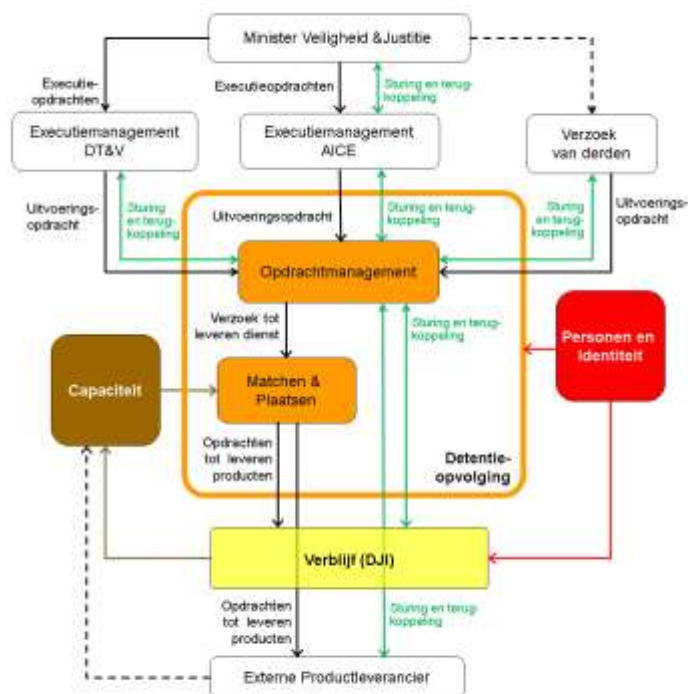 Minister Veiligheid &Justitie
Executie-
opdrachten
Executieopdrachten
Sturing en terug-
koppeling
Executiemanagement
DT&V
Executiemanagement
AICE
Verzoek
van derden
Uitvoerings-
opdracht
Sturing
en terug-
koppeling
Uitvoeringsopdracht
Sturing en terug-
koppeling
Sturing
en terug-
koppeling
Uitvoerings-
opdracht
Opdrachtmanagement
Verzoek tot
leveren dienst
Sturing en terug-
koppeling
Personen en
Identiteit
Capaciteit
Matchen &
Plaatsen
Opdrachten
tot leveren
producten
Detentie-
opvolging
Verblijf (DJI)
Opdrachten
tot leveren
producten
Sturing en terug-
koppeling
Externe Productleverancier